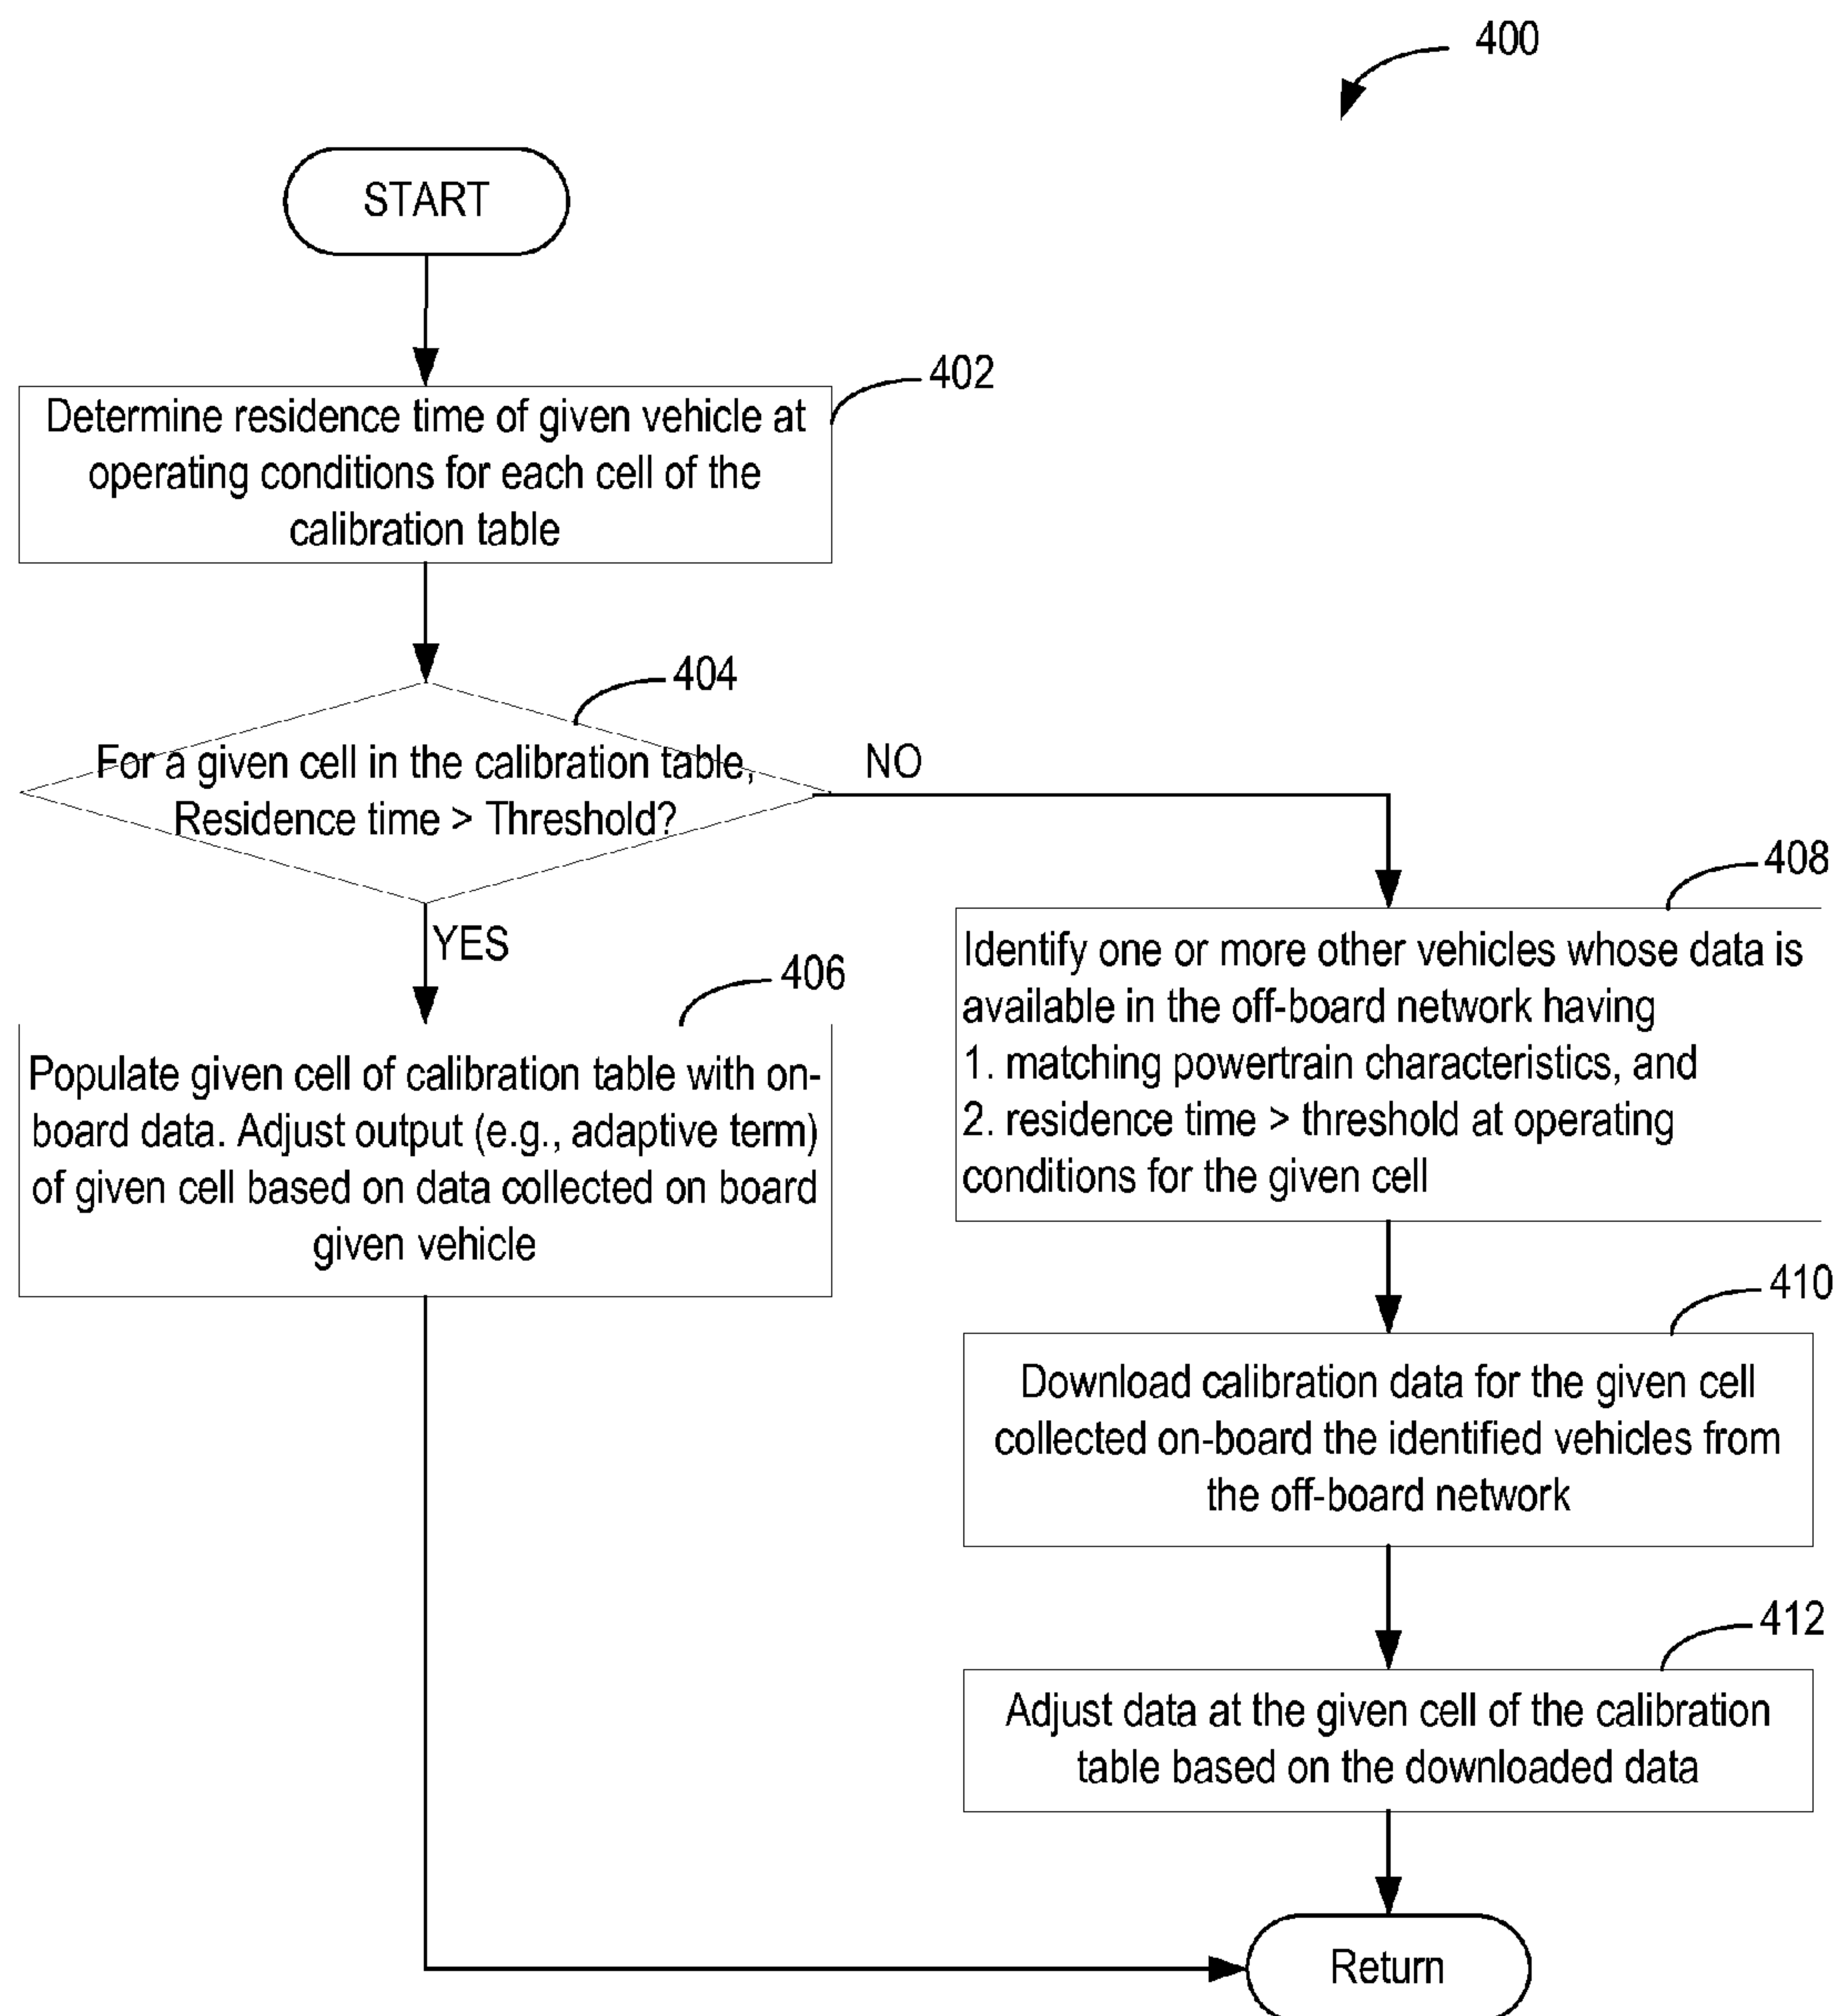 400
START
402
Determine residence time of given vehicle at
operating conditions for each cell of the
calibration table
404
For a given cell in the calibration table,
Residence time > Threshold?
NO
YES
406
Populate given cell of calibration table with on-
board data. Adjust output (e.g., adaptive term)
of given cell based on data collected on board
given vehicle
408
Identify one or more other vehicles whose data is
available in the off-board network having
1. matching powertrain characteristics, and
2. residence time > threshold at operating
conditions for the given cell
410
Download calibration data for the given cell
collected on-board the identified vehicles from
the off-board network
412
Adjust data at the given cell of the calibration
table based on the downloaded data
Return